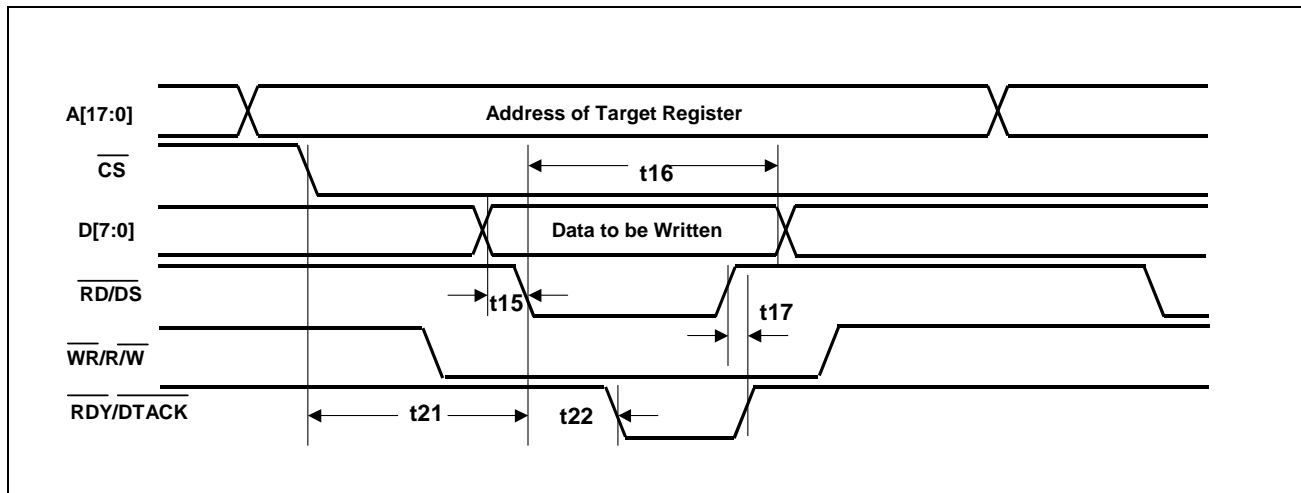 A[17:0]
Address of Target Register
CS
t16
D[7:0]
Data to be Written
RD/DS
t15
t17
WR/R/W
RDY/DTACK
t21
t22